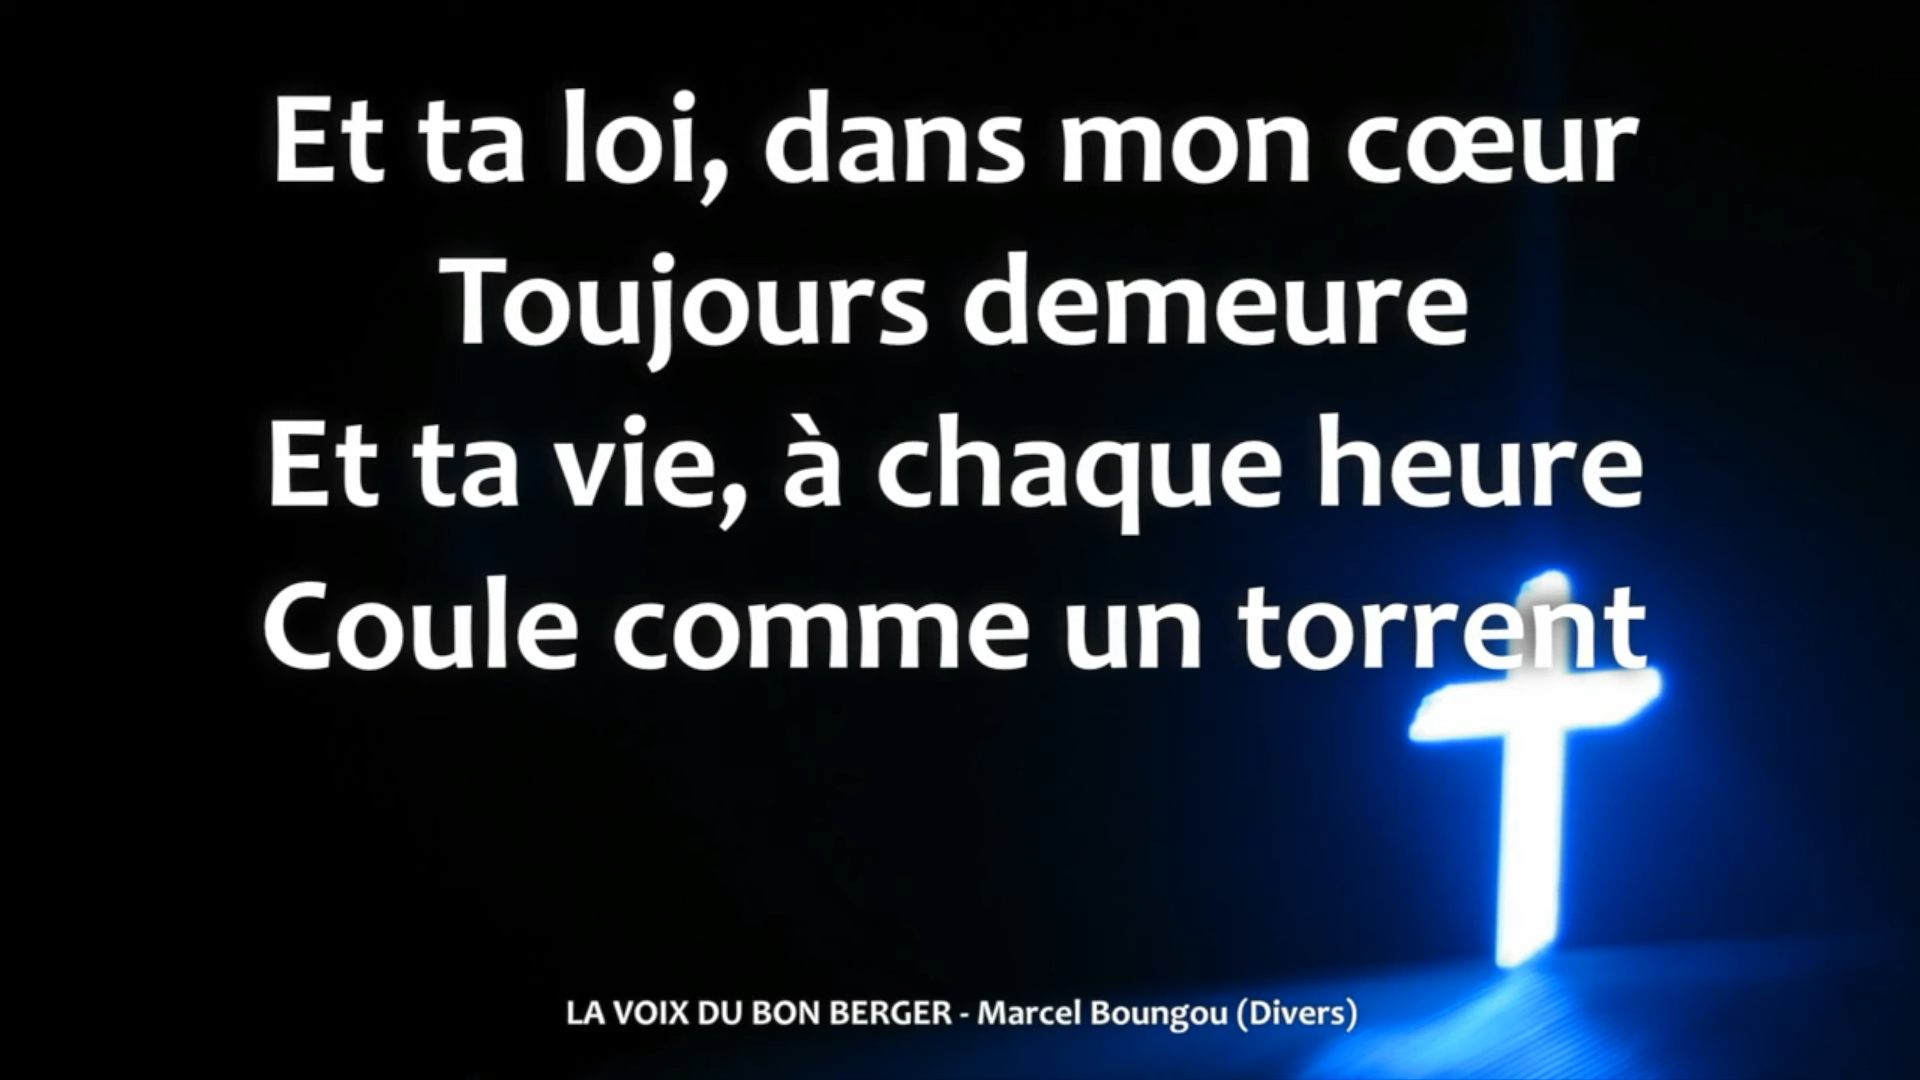 Et ta loi, dans mon cœur
Toujours demeure
Et ta vie, à chaque heure
Coule comme un torrent
LA VOIX DU BON BERGER - Marcel Boungou (Divers)